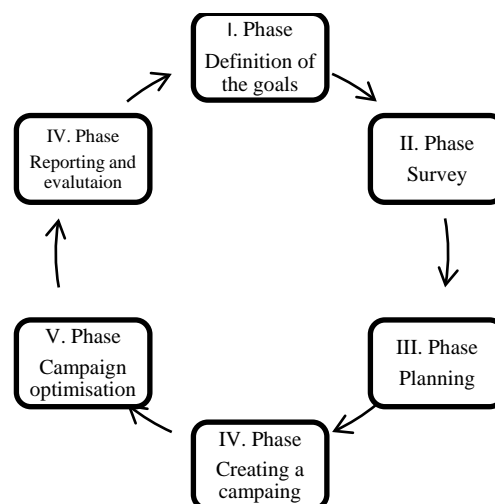 I. Phase
Definition of
the goals
II. Phase
Survey
III. Phase
Planning
IV. Phase
Creating a
campaing
V. Phase
Campaign
optimisation
IV. Phase
Reporting and
evalutaion